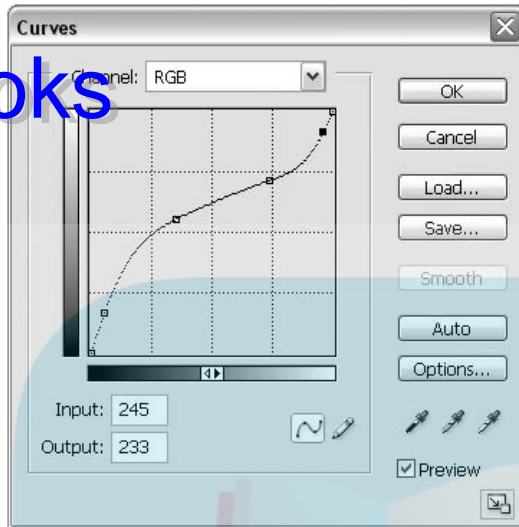 Curves
oks
Channel: RGB
OK
Cancel
Load...
Save...
Smooth
Auto
Options...
Input: 245
Output: 233
Preview